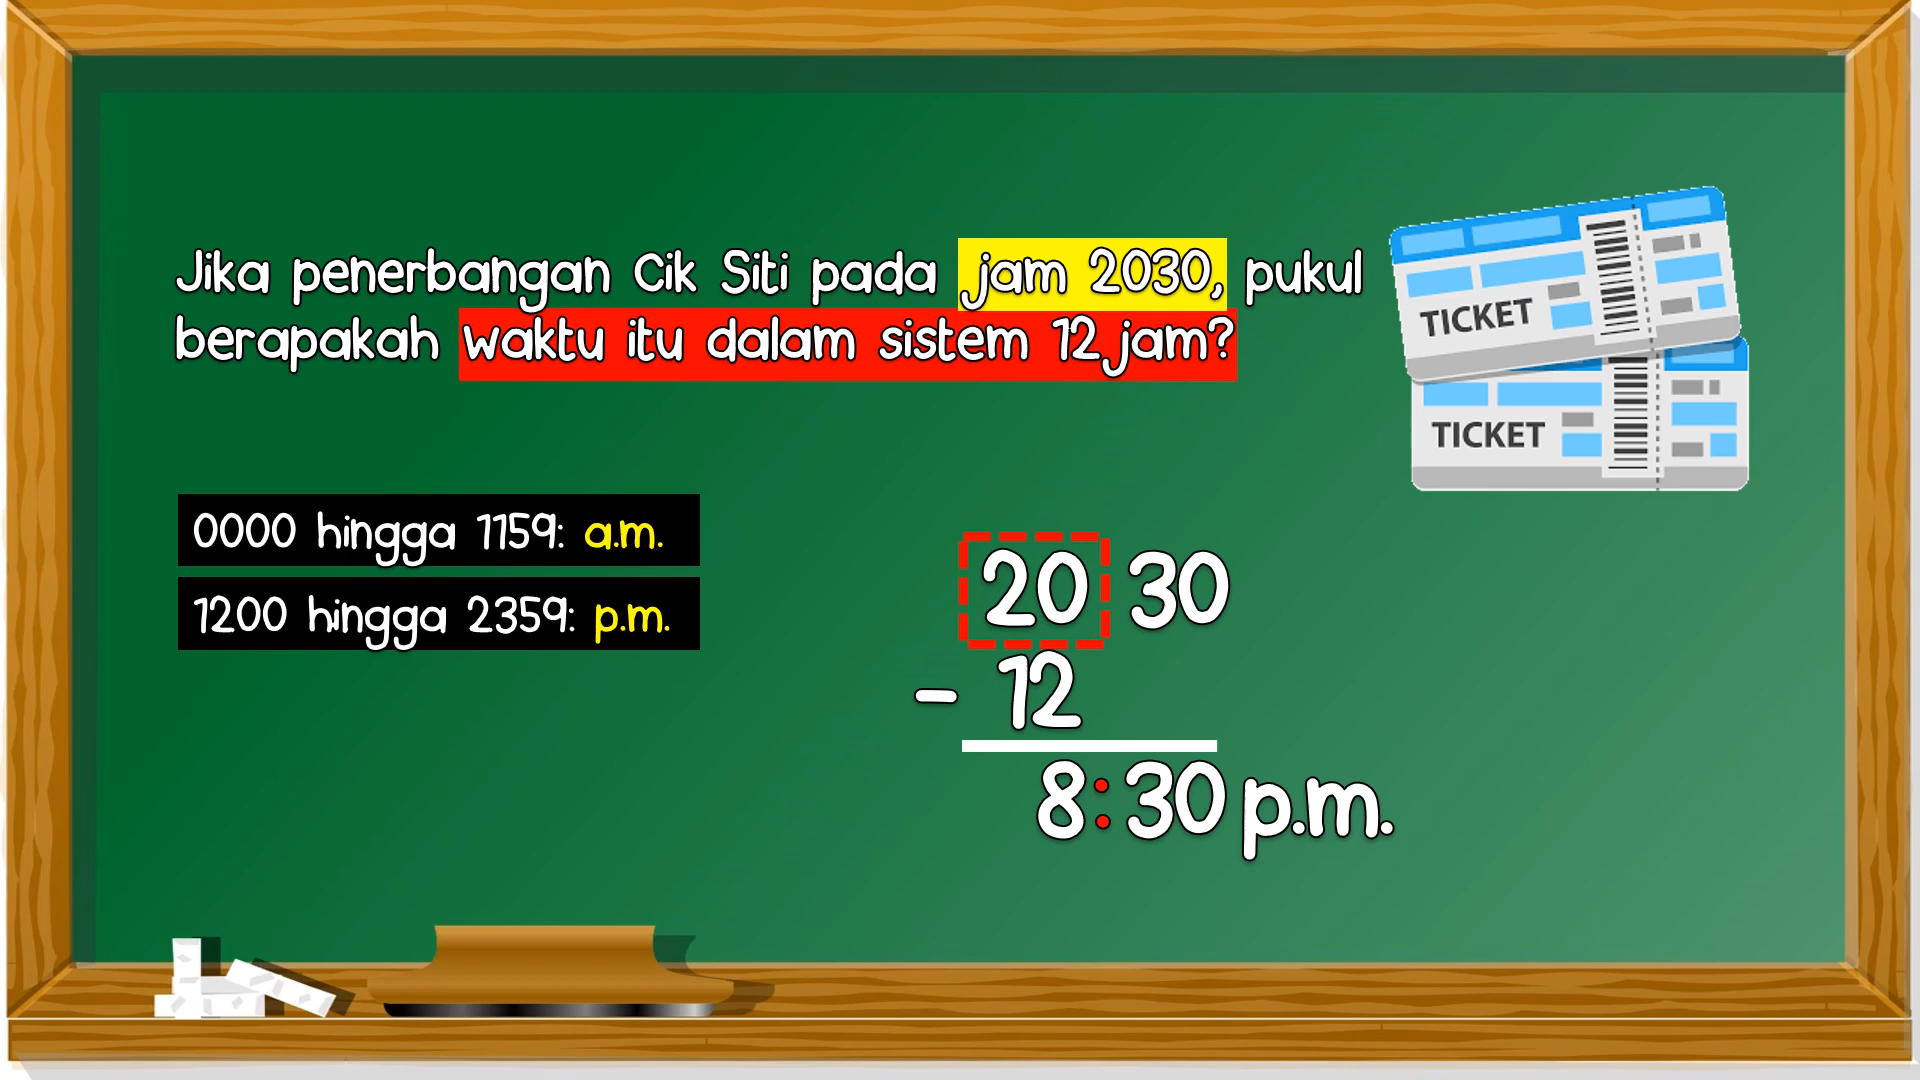 Jika penerbangan Cik Siti pada jam 2030, pukul
berapakah waktu itu dalam sistem 12 jam?
TICKET
TICKET
0000 hingga 1159: a.m.
1200 hingga 2359: p.m.
20 30
- 12
8:30 p.m.